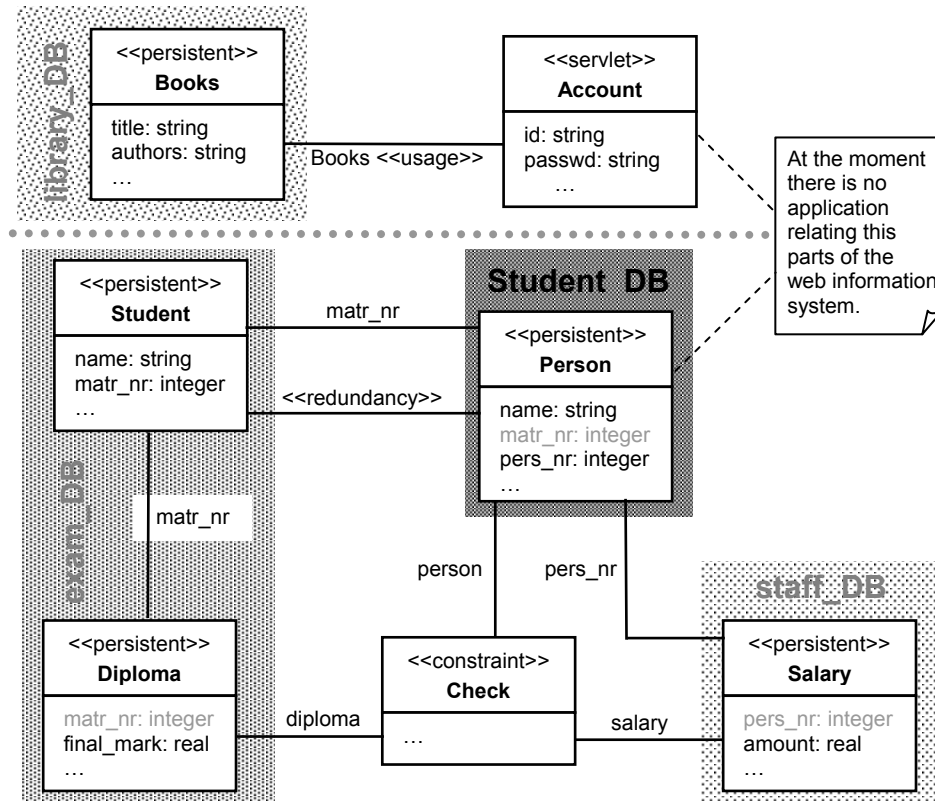 library_DB
<<persistent>>
Books
title: string
authors: string
…
Books <<usage>>
<<servlet>>
Account
id: string
passwd: string
…
At the moment
there is no
application
relating this
parts of the
web information
system.
exam_DB
<<persistent>>
Student
name: string
matr_nr: integer
…
matr_nr
<<redundancy>>
Student DB
<<persistent>>
Person
name: string
matr_nr: integer
pers_nr: integer
…
matr_nr
person
pers_nr
staff_DB
<<persistent>>
Diploma
matr_nr: integer
final_mark: real
…
diploma
<<constraint>>
Check
…
salary
<<persistent>>
Salary
pers_nr: integer
amount: real
…